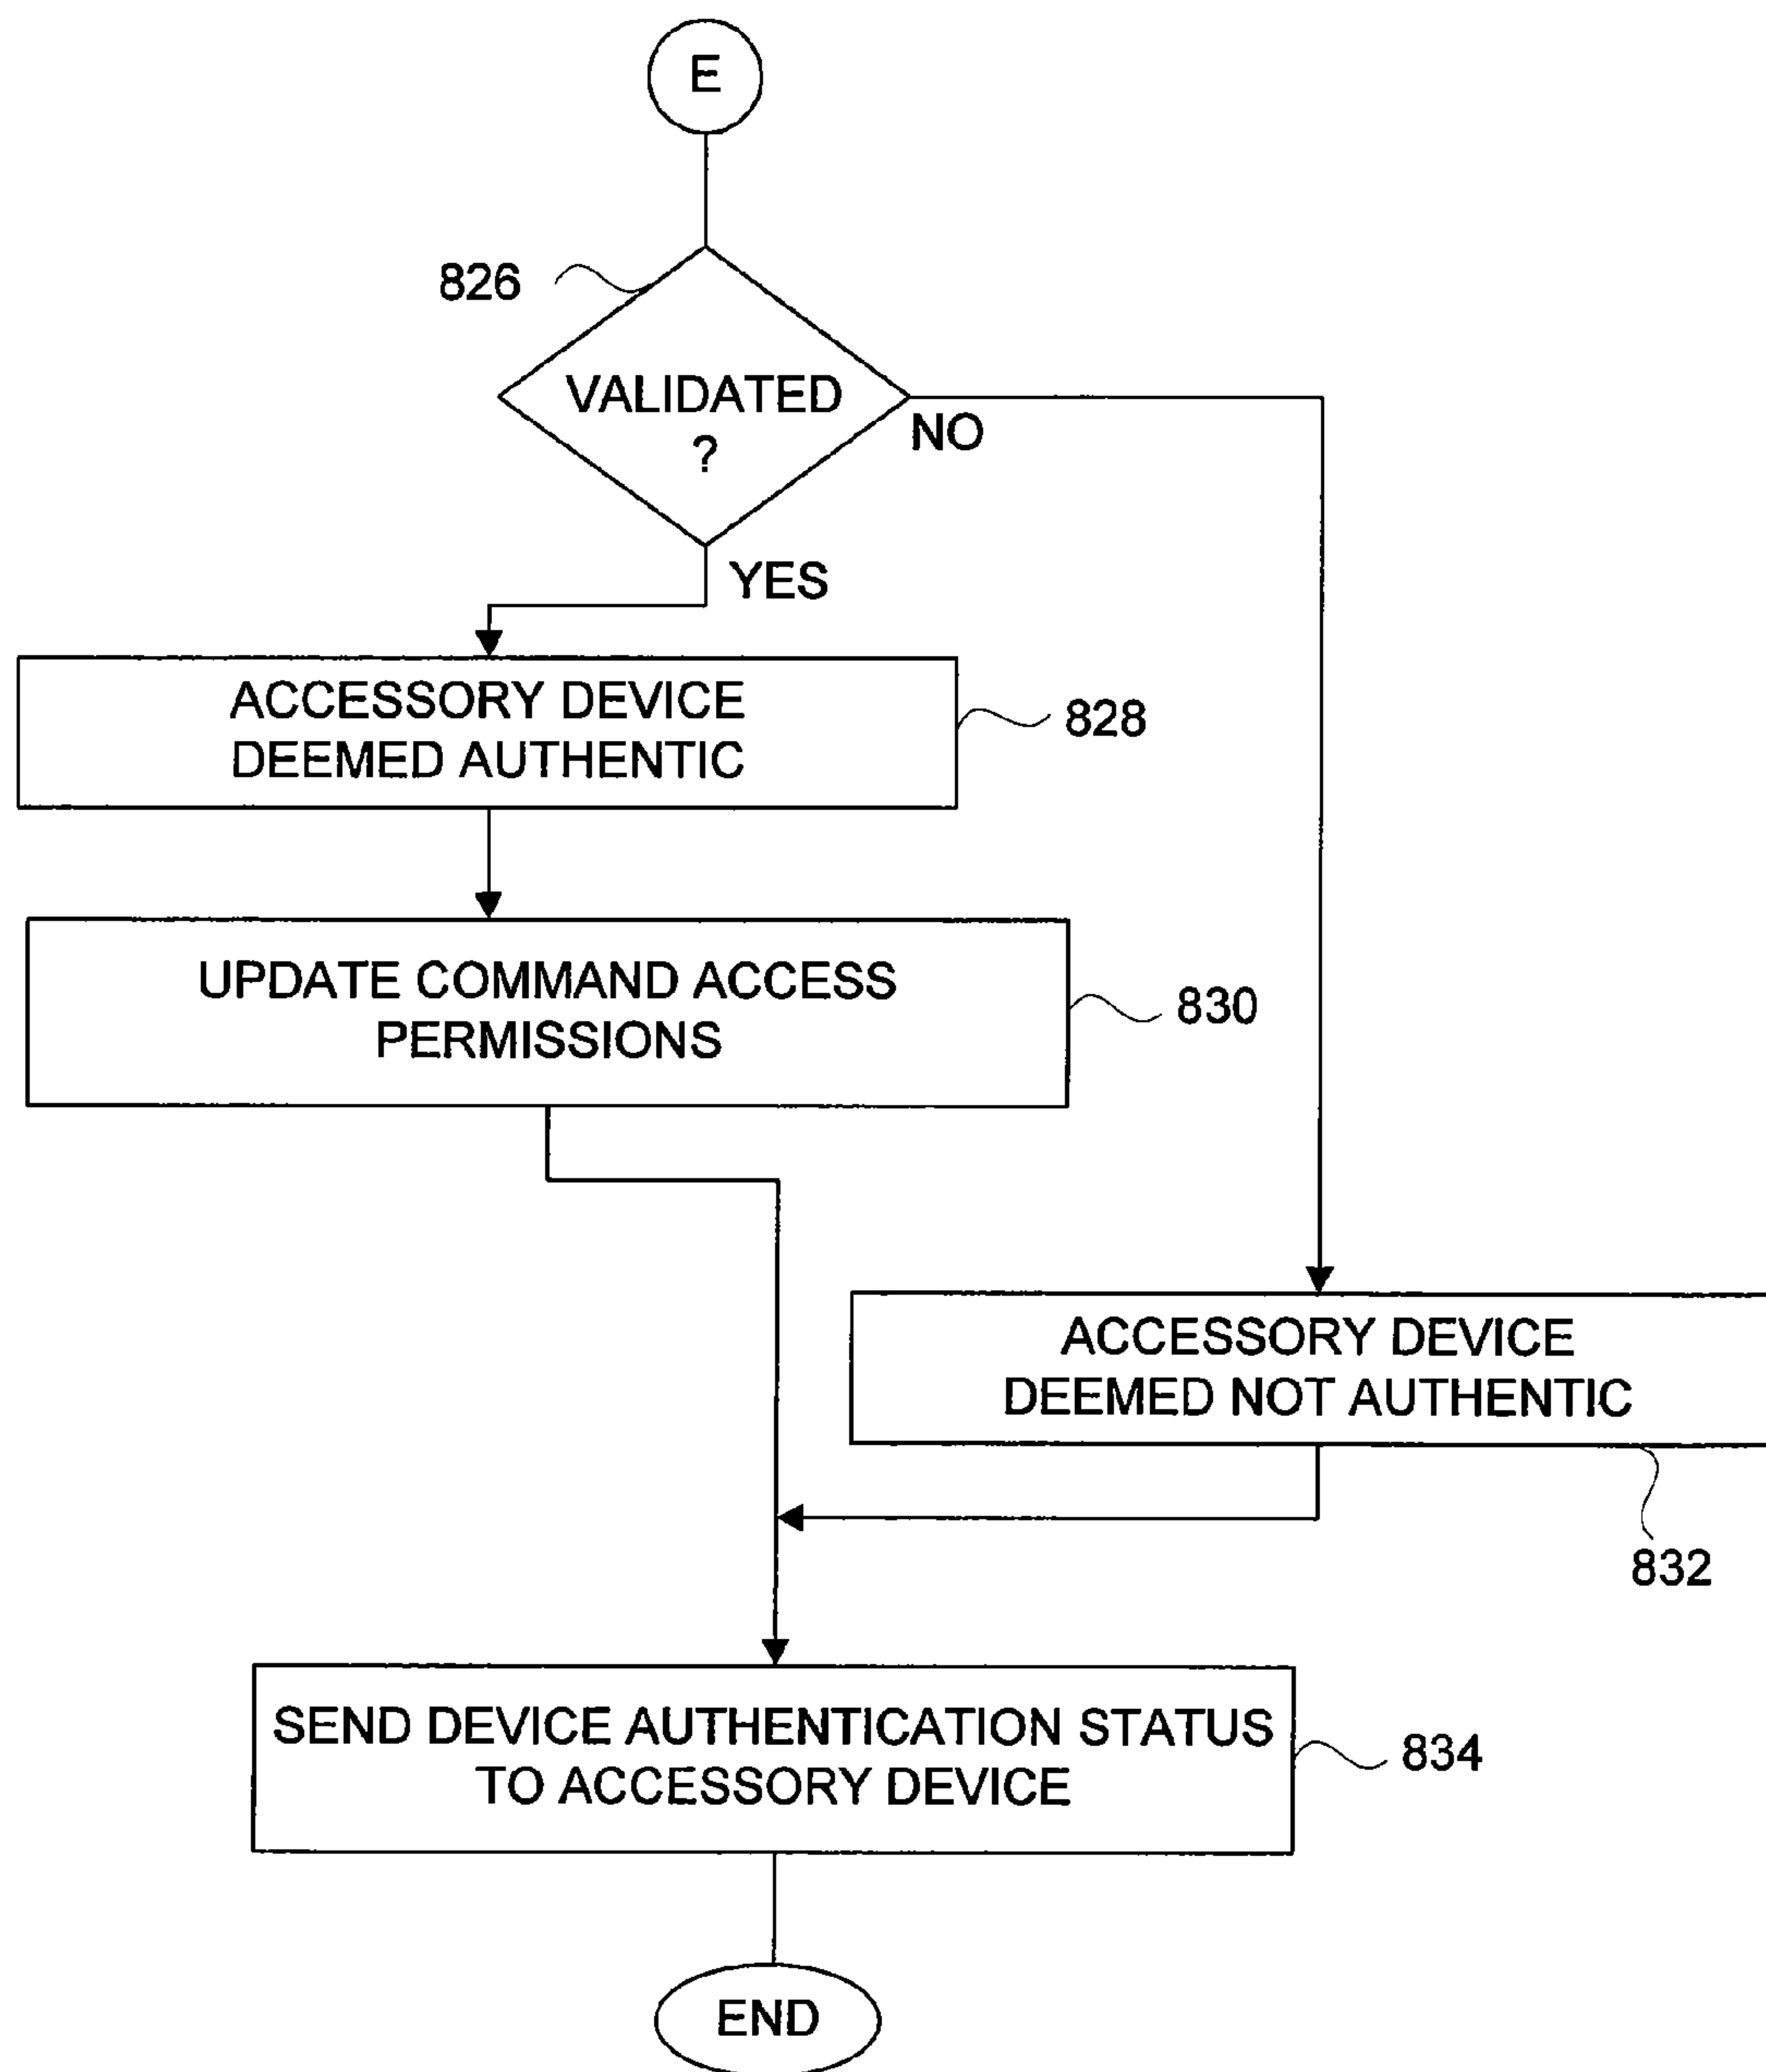 E
826
VALIDATED
?
NO
YES
ACCESSORY DEVICE
DEEMED AUTHENTIC
828
UPDATE COMMAND ACCESS
PERMISSIONS
830
ACCESSORY DEVICE
DEEMED NOT AUTHENTIC
832
SEND DEVICE AUTHENTICATION STATUS
TO ACCESSORY DEVICE
834
END